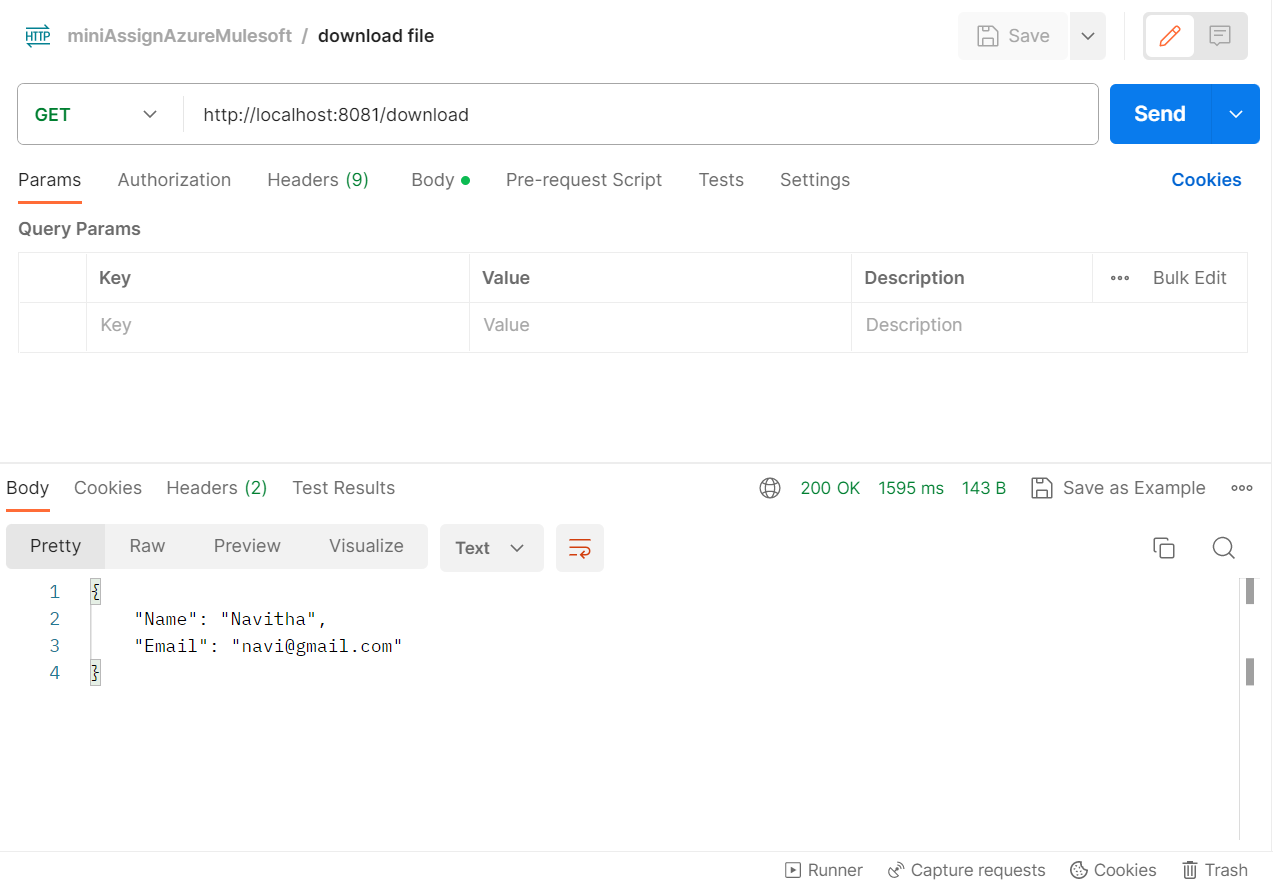 HTTP miniAssignAzureMulesoft / download file Save
GET http://localhost:8081/download Send
Params Authorization Headers (9) Body Pre-request Script Tests Settings Cookies
Query Params
Key Value Description Bulk Edit
Key Value Description
Body Cookies Headers (2) Test Results 200 OK 1595 ms 143 B Save as Example
Pretty Raw Preview Visualize Text
1 {
2 "Name": "Navitha",
3 "Email": "navi@gmail.com"
4 }
Runner Capture requests Cookies Trash